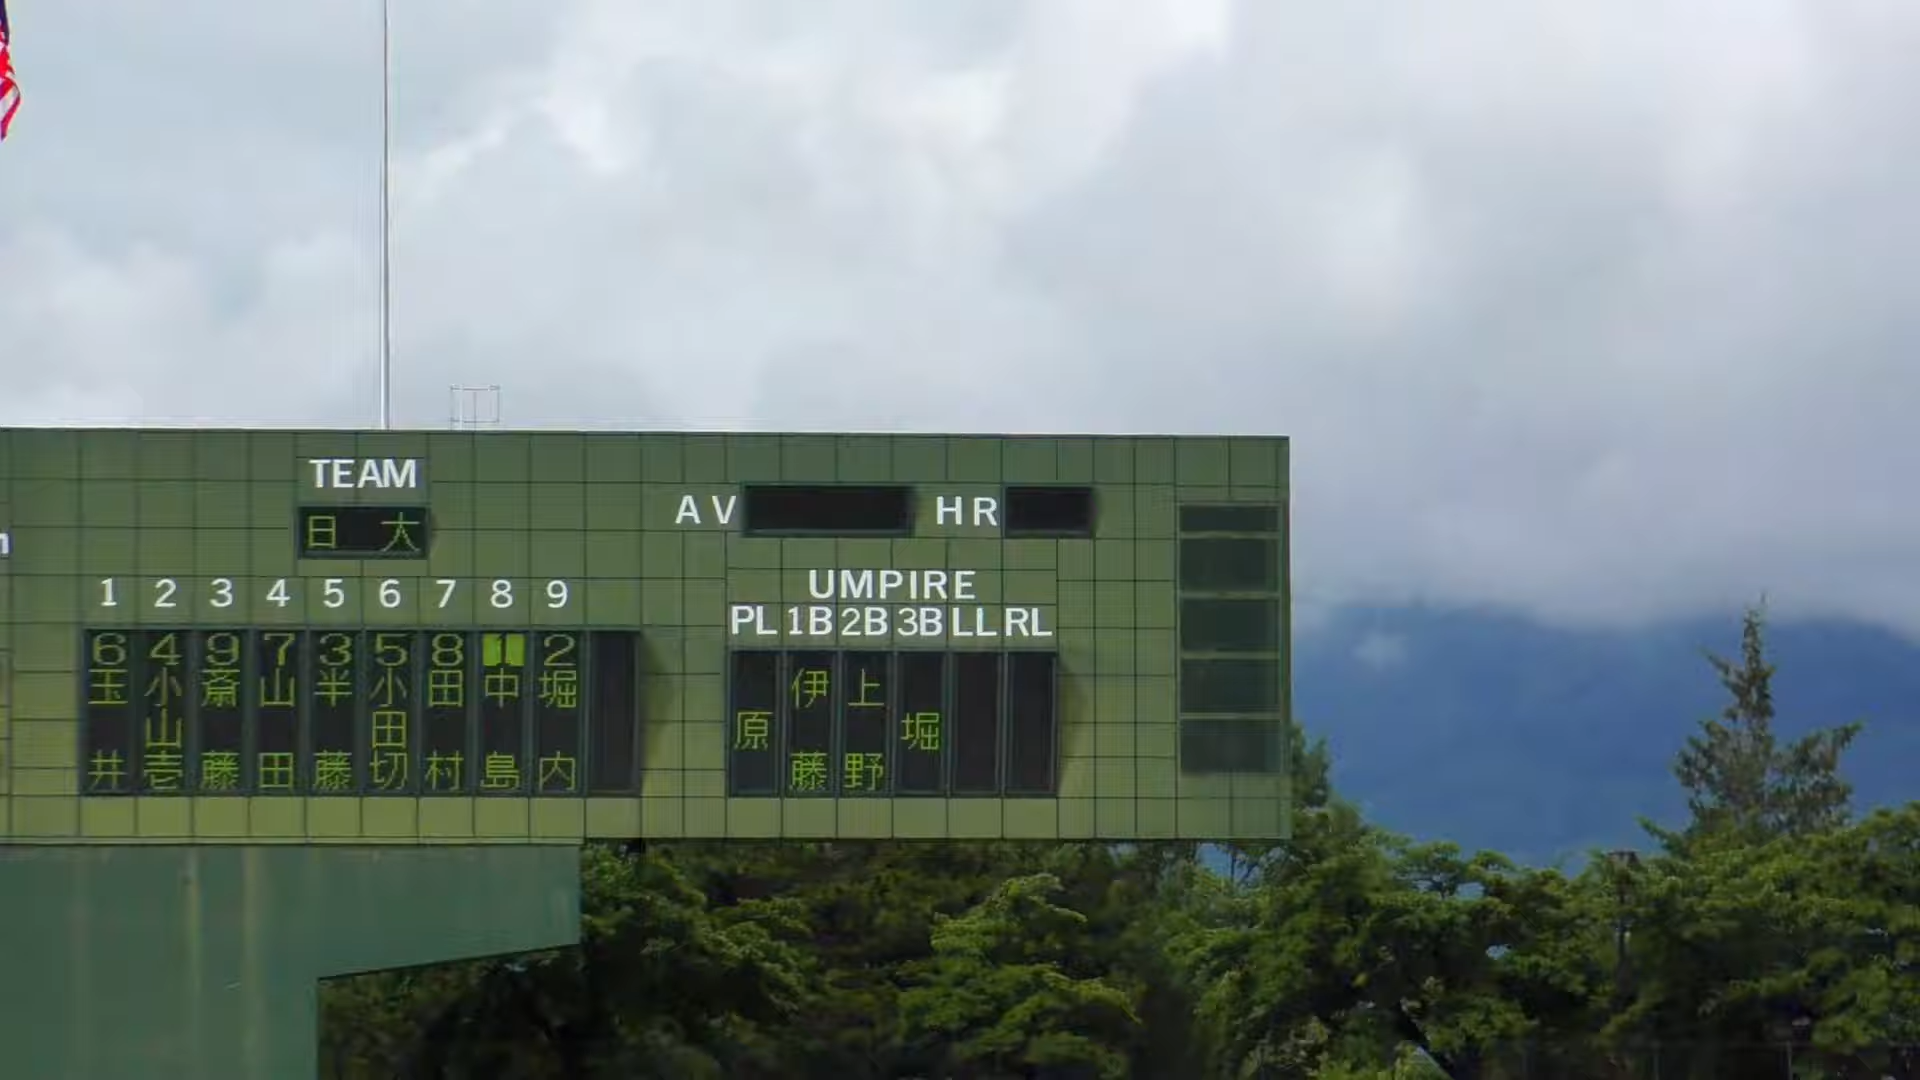 TEAM
日大
AV HR
1 2 3 4 5 6 7 8 9
UMPIRE
PL 1B 2B 3B LL RL
6 4 9 7 3 5 8 1 2
玉井
小山壱
斎藤
山田
半藤
小田切
田村
中島
堀内
原
伊藤
上野
堀